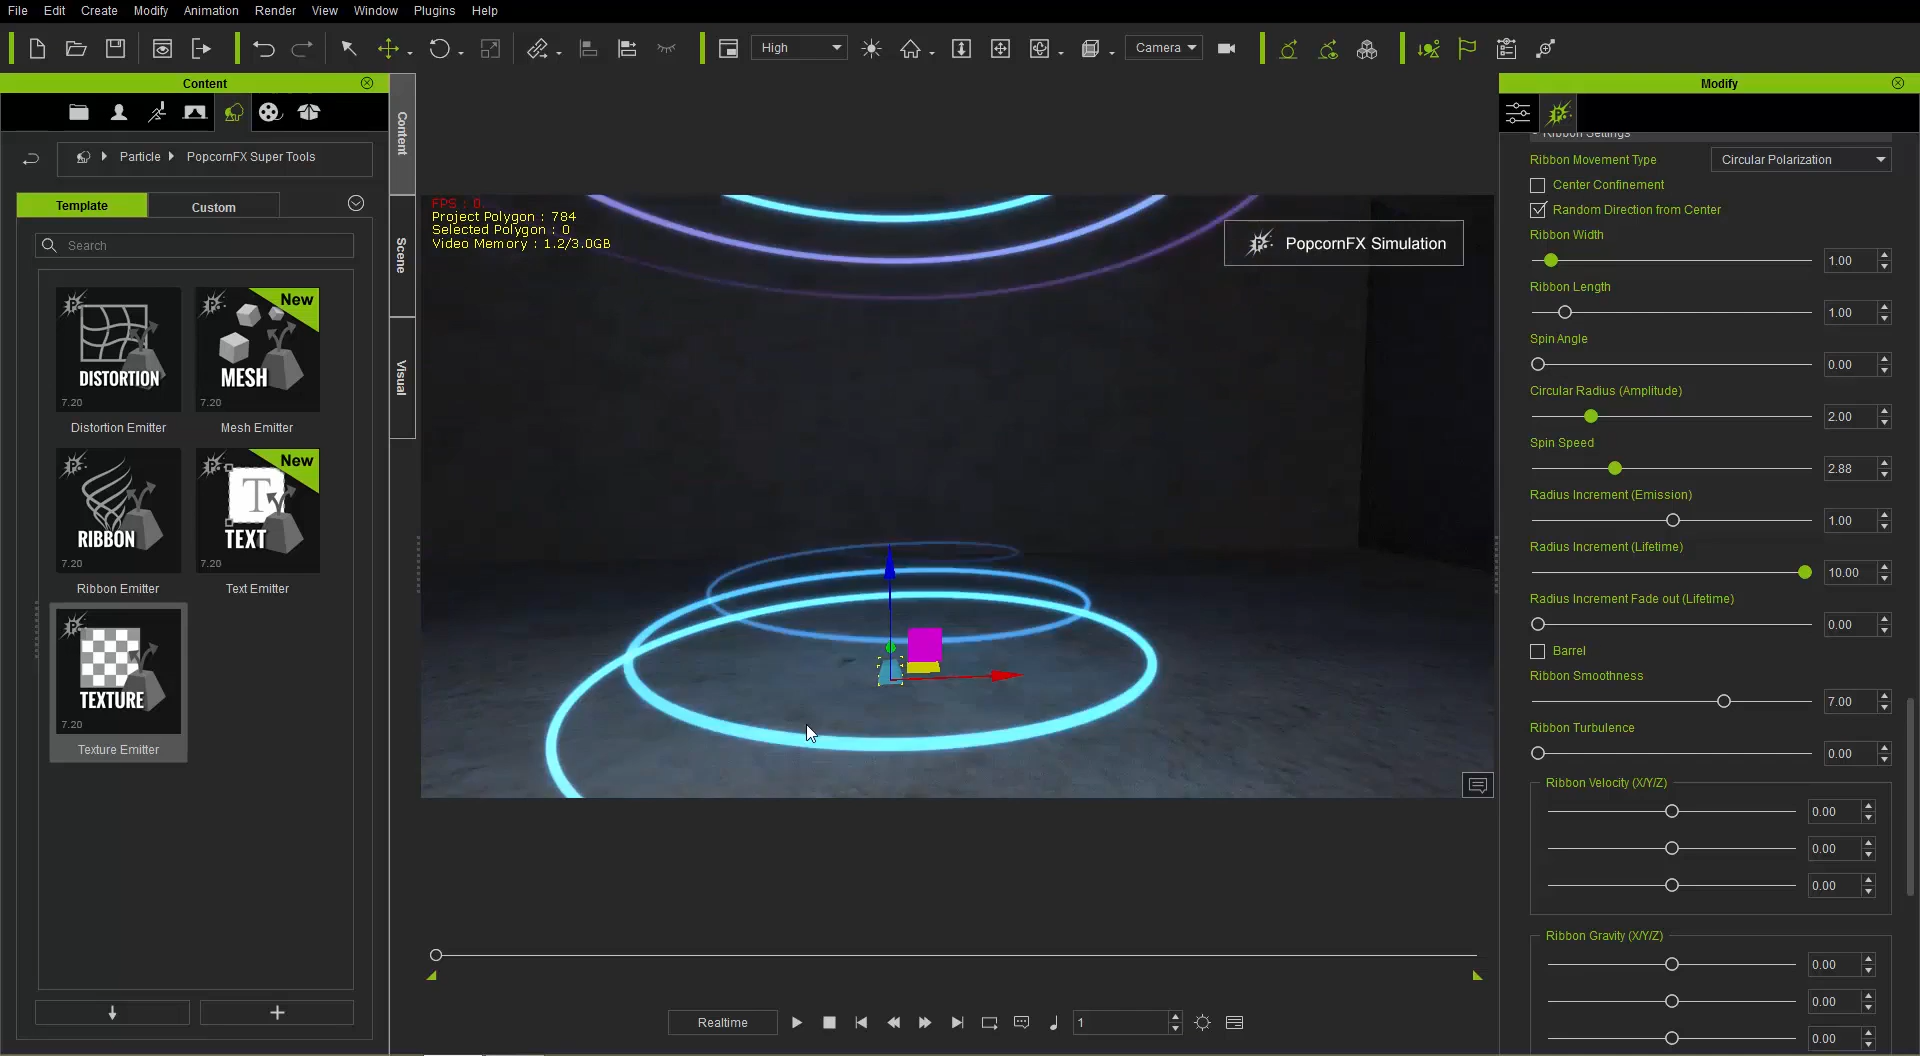 File Edit Create Modify Animation Render View Window Plugins Help
High
Camera
Content
Modify
Particle PopcornFX Super Tools
Template Custom
Search
DISTORTION
7.20
Distortion Emitter
New
MESH
7.20
Mesh Emitter
RIBBON
7.20
Ribbon Emitter
New
T
TEXT
7.20
Text Emitter
TEXTURE
7.20
Texture Emitter
Content
Scene
Visual
FPS : 0
Project Polygon : 784
Selected Polygon : 0
Video Memory : 1.2/3.0GB
PopcornFX Simulation
Realtime
1
Ribbon Settings
Ribbon Movement Type Circular Polarization
Center Confinement
Random Direction from Center
Ribbon Width
1.00
Ribbon Length
1.00
Spin Angle
0.00
Circular Radius (Amplitude)
2.00
Spin Speed
2.88
Radius Increment (Emission)
1.00
Radius Increment (Lifetime)
10.00
Radius Increment Fade out (Lifetime)
0.00
Barrel
Ribbon Smoothness
7.00
Ribbon Turbulence
0.00
Ribbon Velocity (X/Y/Z)
0.00
0.00
0.00
Ribbon Gravity (X/Y/Z)
0.00
0.00
0.00